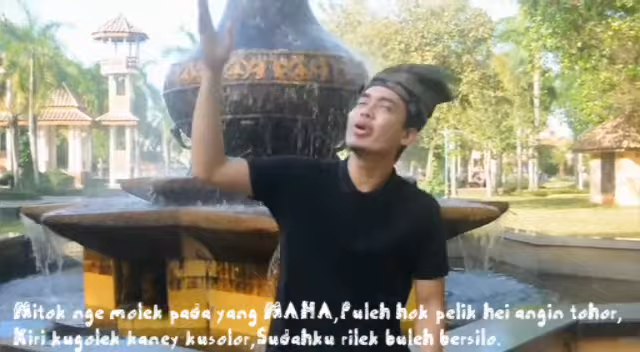 Mitok nge molek pada yang MAHA,Puleh hok pelik hei angin tohor,
Kiri kugolek kaney kusolor,Sudahku rilek buleh bersilo.